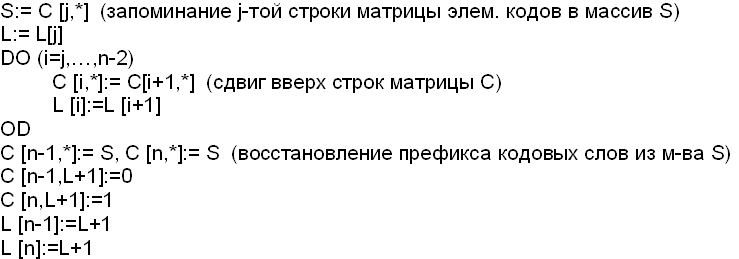 S:= C [j,*]  (запоминание j-той строки матрицы элем. кодов в массив S)
L:= L[j]
DO (i=j,…,n-2)
C [i,*]:= C[i+1,*]  (сдвиг вверх строк матрицы С)
L [i]:=L [i+1]
OD
C [n-1,*]:= S, C [n,*]:= S  (восстановление префикса кодовых слов из м-ва S)
C [n-1,L+1]:=0
C [n,L+1]:=1
L [n-1]:=L+1
L [n]:=L+1